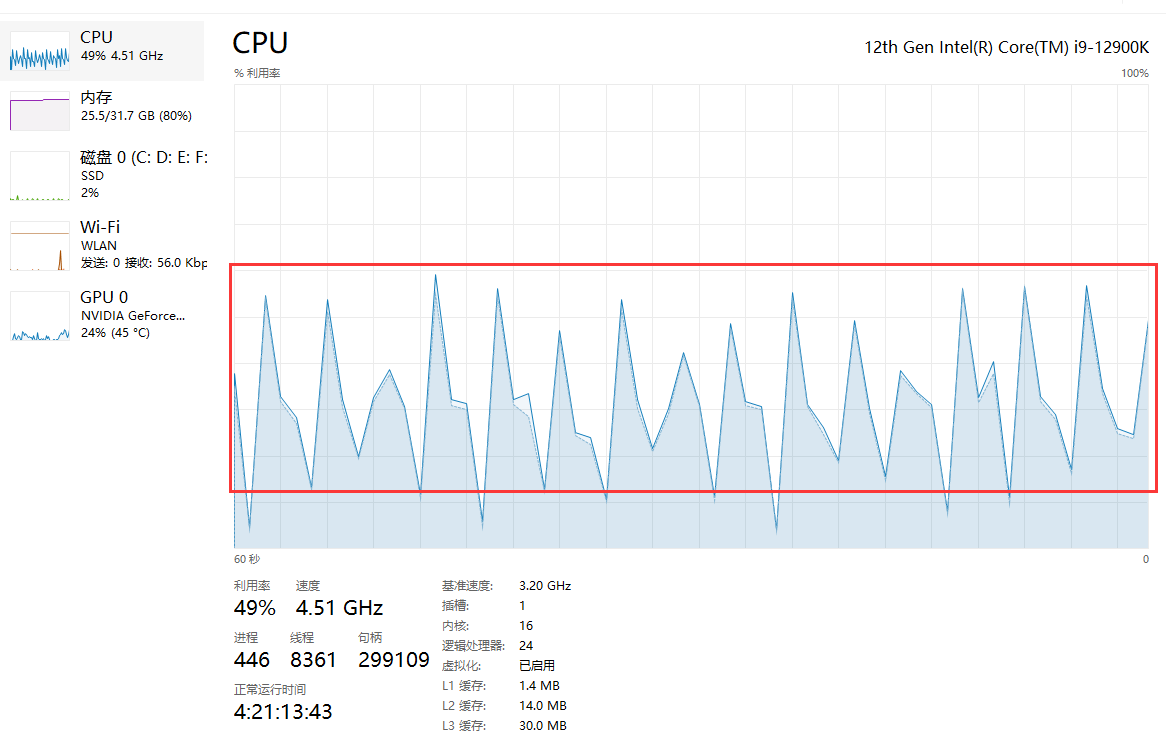 CPU
49% 4.51 GHz
内存
25.5/31.7 GB (80%)
磁盘 0 (C: D: E: F:
SSD
2%
Wi-Fi
WLAN
发送: 0 接收: 56.0 Kbp
GPU 0
NVIDIA GeForce...
24% (45 °C)
CPU
12th Gen Intel(R) Core(TM) i9-12900K
% 利用率
100%
60 秒
0
利用率 速度
49% 4.51 GHz
进程 线程 句柄
446 8361 299109
正常运行时间
4:21:13:43
基准速度: 3.20 GHz
插槽: 1
内核: 16
逻辑处理器: 24
虚拟化: 已启用
L1 缓存: 1.4 MB
L2 缓存: 14.0 MB
L3 缓存: 30.0 MB